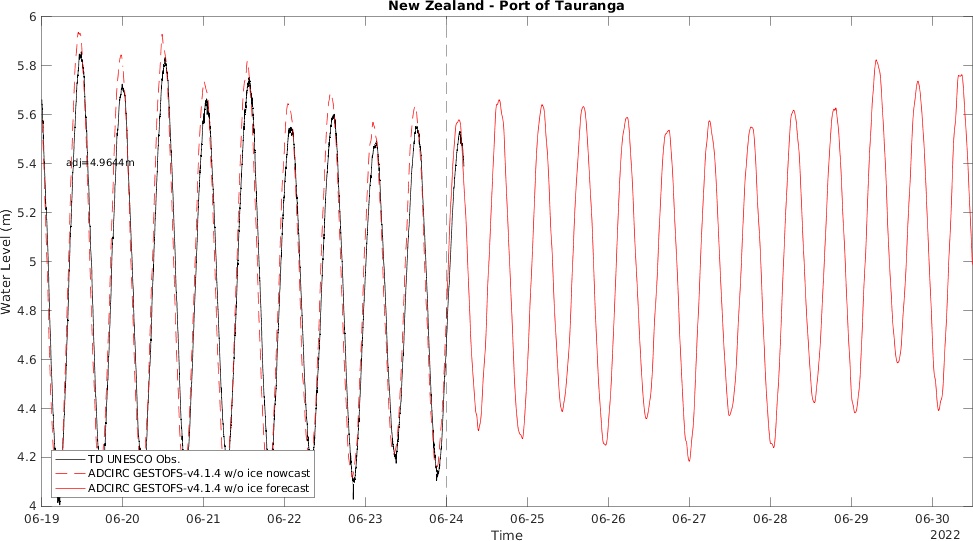 New Zealand - Port of Tauranga
6
5.8
5.6
5.4
5.2
5
4.8
4.6
4.4
4.2
4
Water Level (m)
adj=4.9644m
TD UNESCO Obs.
ADCIRC GESTOFS-v4.1.4 w/o ice nowcast
ADCIRC GESTOFS-v4.1.4 w/o ice forecast
06-19 06-20 06-21 06-22 06-23 06-24 06-25 06-26 06-27 06-28 06-29 06-30
Time
2022